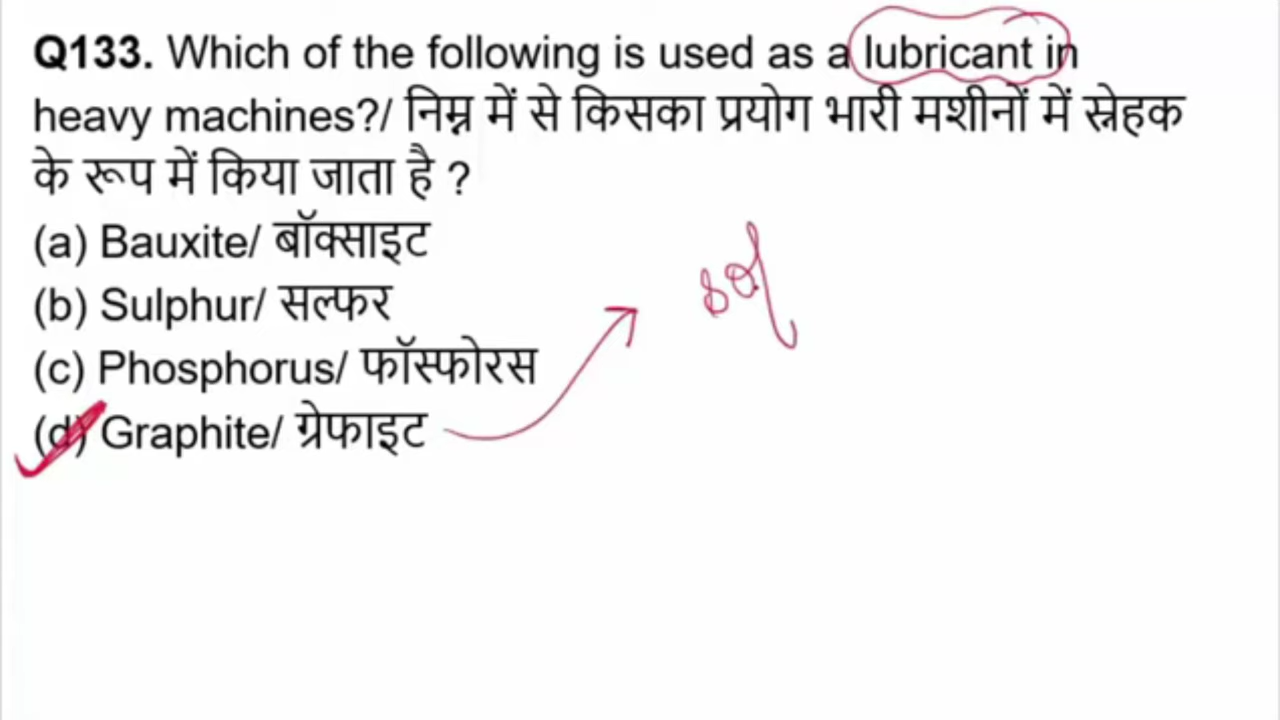 Q133. Which of the following is used as a lubricant in
heavy machines?/ निम्न में से किसका प्रयोग भारी मशीनों में स्नेहक
के रूप में किया जाता है ?
(a) Bauxite/ बॉक्साइट
(b) Sulphur/ सल्फर
(c) Phosphorus/ फॉस्फोरस
(d) Graphite/ ग्रेफाइट